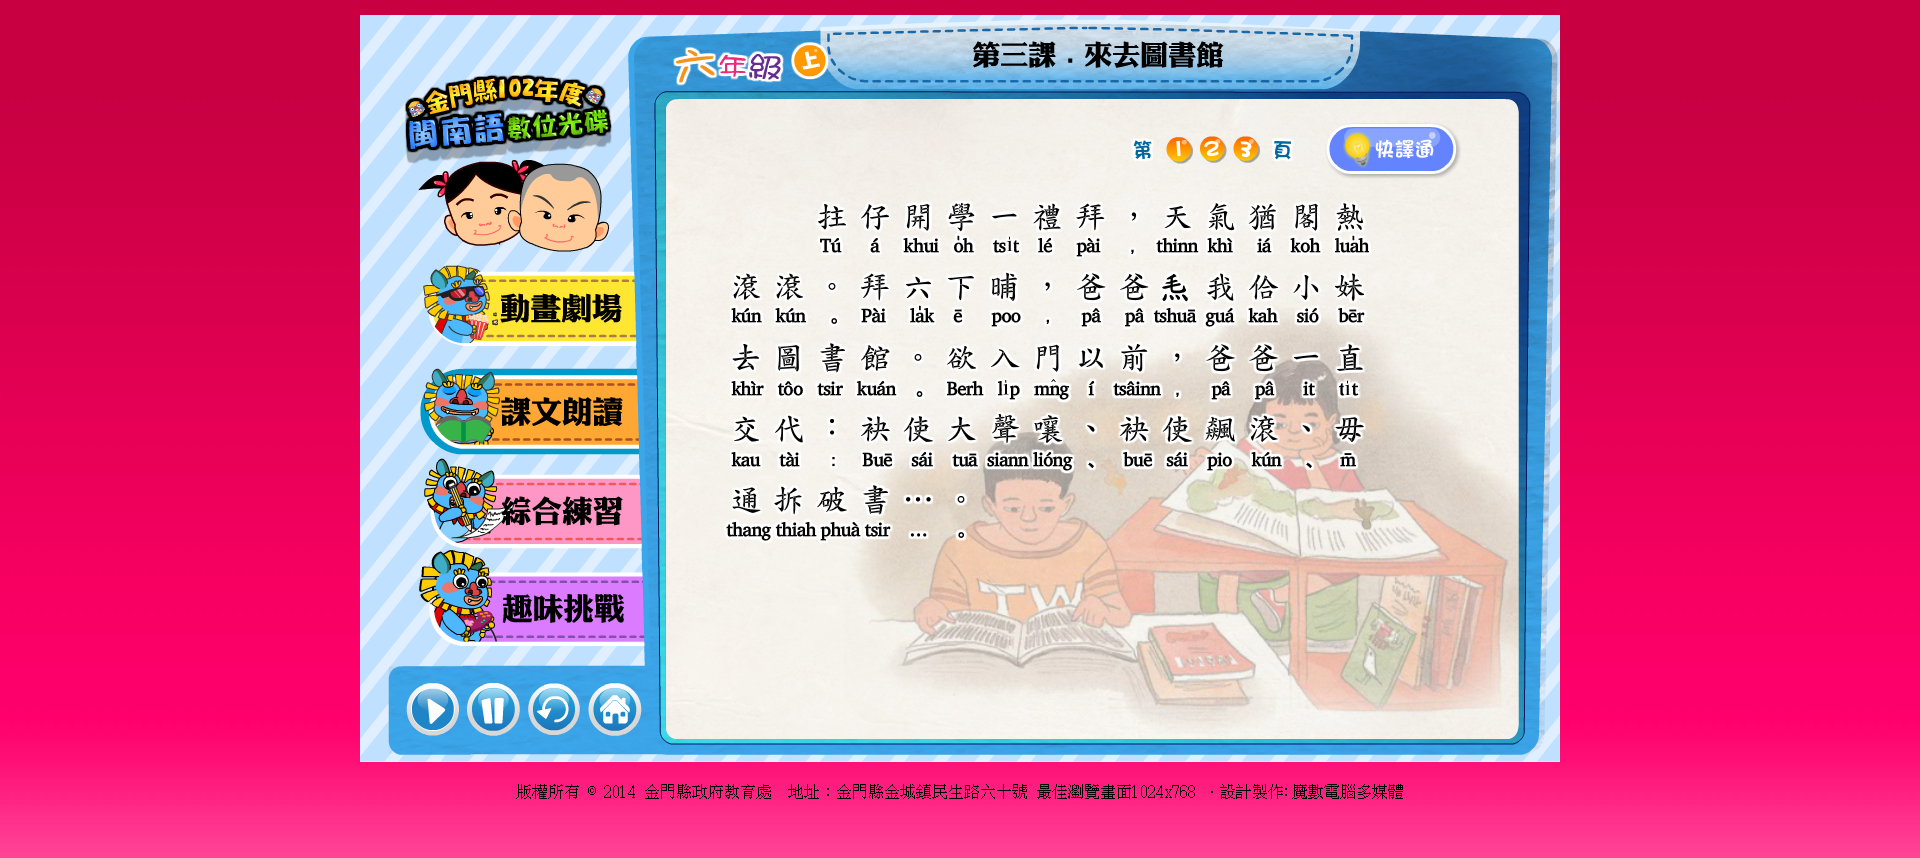 六年級 上
第三課．來去圖書館
金門縣102年度
閩南語數位光碟
第 1 2 3 頁
快譯通
拄仔開學一禮拜，天氣猶閣熱
Tú á khui o̍h tsi̍t lé pài , thinn khì iá koh lua̍h
滾滾。拜六下晡，爸爸𤆬我佮小妹
kún kún 。 Pài la̍k ē poo , pâ pâ tshuā guá kah sió bēr
去圖書館。欲入門以前，爸爸一直
khìr tôo tsir kuán 。 Berh li̍p mn̂g í tsâinn , pâ pâ it ti̍t
交代：袂使大聲嚷、袂使飆滾、毋
kau tāi : Buē sái tuā siann lióng 、 buē sái pio kún 、 m̄
通拆破書⋯。
thang thiah phuà tsir … 。
動畫劇場
課文朗讀
綜合練習
趣味挑戰
TW
版權所有 © 2014 金門縣政府教育處 地址：金門縣金城鎮民生路六十號 最佳瀏覽畫面1024x768 ・設計製作:魔數電腦多媒體